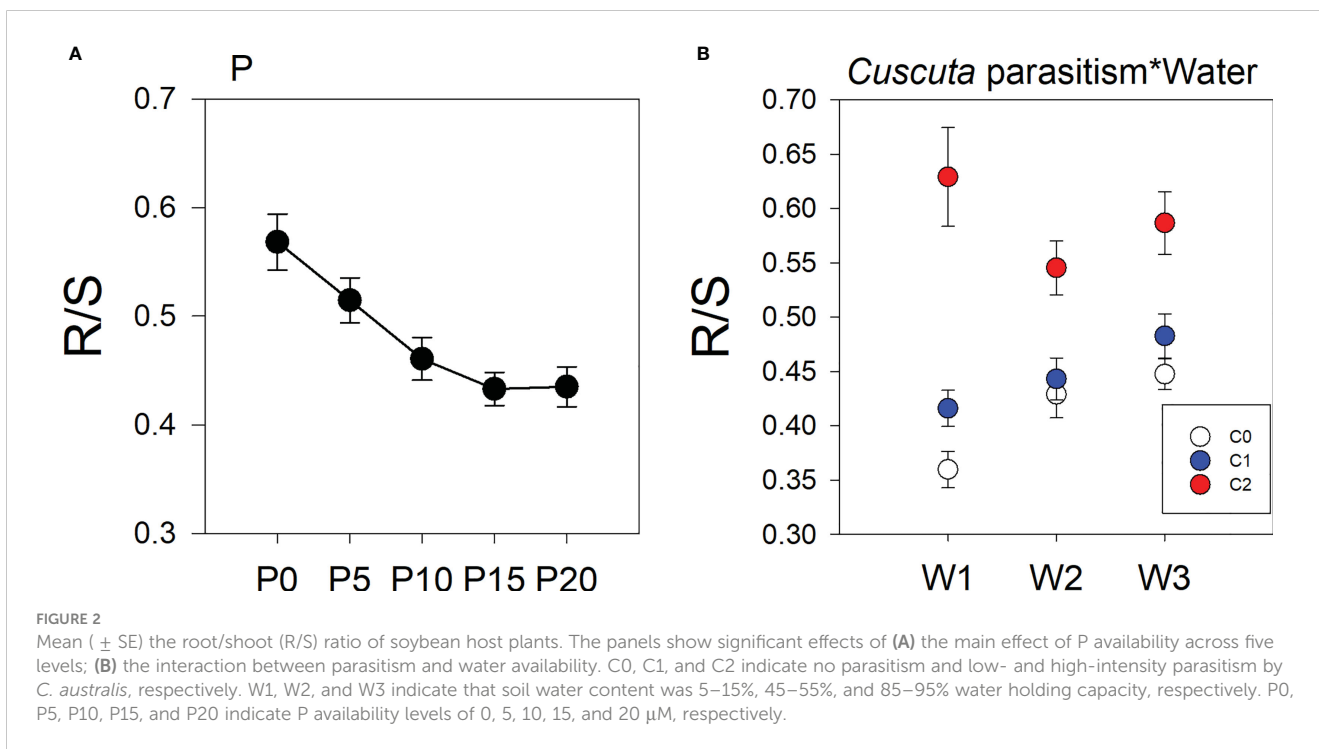 A
P
0.7
0.6
0.5
0.4
0.3
R/S
P0 P5 P10 P15 P20
B
Cuscuta parasitism*Water
0.70
0.65
0.60
0.55
0.50
0.45
0.40
0.35
0.30
R/S
C0
C1
C2
W1 W2 W3
FIGURE 2
Mean ( ± SE) the root/shoot (R/S) ratio of soybean host plants. The panels show significant effects of (A) the main effect of P availability across five
levels; (B) the interaction between parasitism and water availability. C0, C1, and C2 indicate no parasitism and low- and high-intensity parasitism by
C. australis, respectively. W1, W2, and W3 indicate that soil water content was 5–15%, 45–55%, and 85–95% water holding capacity, respectively. P0,
P5, P10, P15, and P20 indicate P availability levels of 0, 5, 10, 15, and 20 μM, respectively.